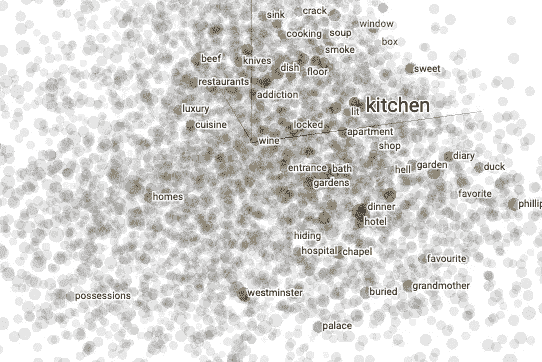 sink
crack
window
cooking
soup
box
smoke
beef
knives
dish
floor
sweet
restaurants
addiction
kitchen
luxury
lit
cuisine
locked
apartment
wine
shop
diary
entrance
bath
hell
garden
duck
gardens
homes
favorite
dinner
phillip
hotel
hiding
hospital
chapel
favourite
possessions
westminster
buried
grandmother
palace